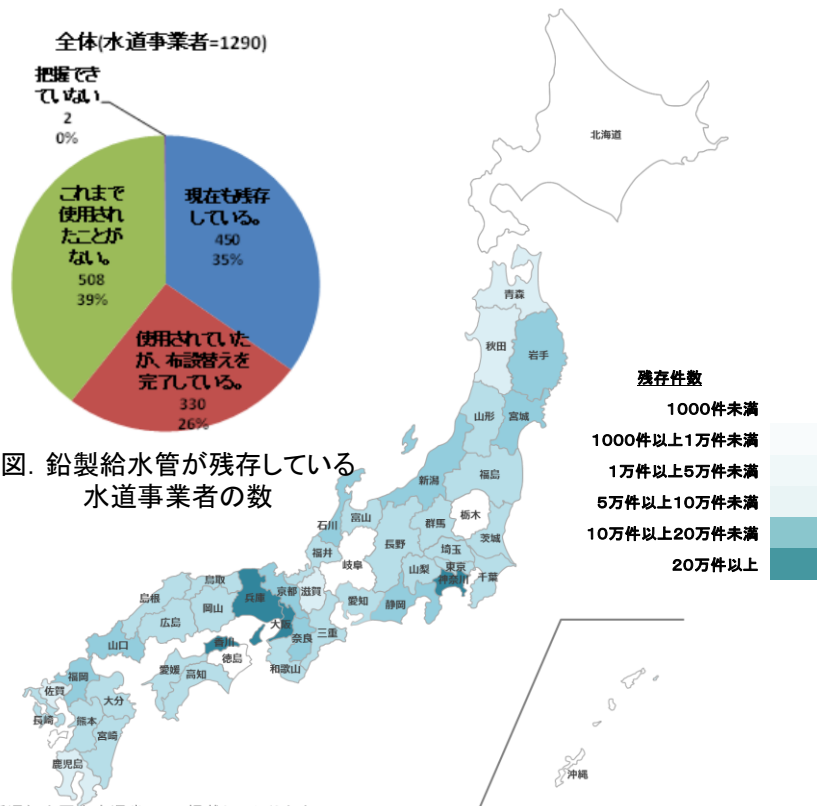 全体(水道事業者=1290)
把握でき
ていない
2
0%
これまで
使用され
たことが
ない。
508
39%
現在も残存
している。
450
35%
使用されていた
が、布設替えを
完了している。
330
26%
図. 鉛製給水管が残存している
水道事業者の数
残存件数
1000件未満
1000件以上1万件未満
1万件以上5万件未満
5万件以上10万件未満
10万件以上20万件未満
20万件以上
北海道
青森
秋田
岩手
山形
宮城
新潟
福島
石川
富山
群馬
栃木
福井
長野
埼玉
茨城
岐阜
山梨
東京
神奈川
千葉
鳥取
兵庫
京都
滋賀
愛知
静岡
島根
岡山
広島
大阪
奈良
三重
山口
香川
徳島
和歌山
福岡
愛媛
高知
佐賀
大分
長崎
熊本
宮崎
鹿児島
沖縄